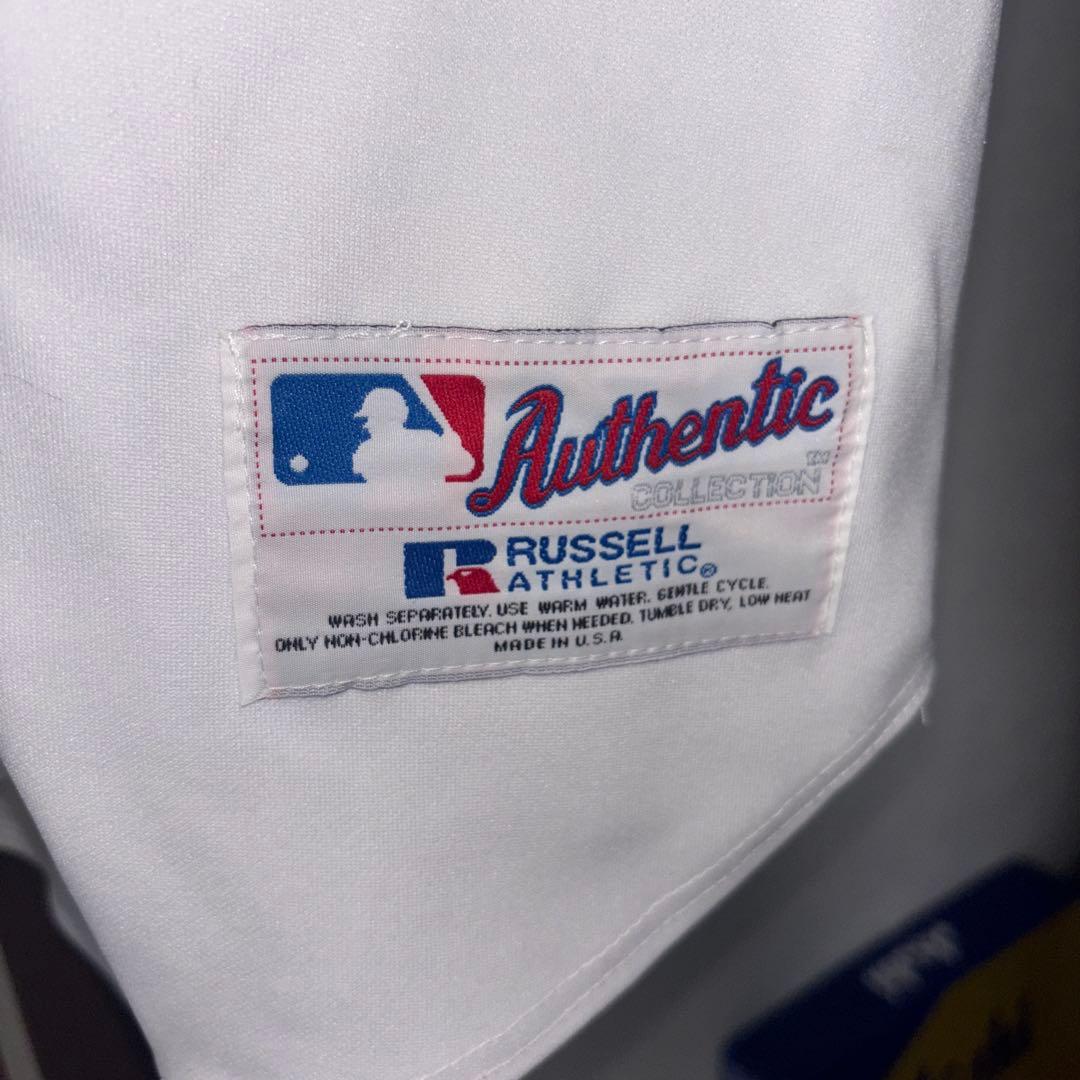 Authentic
COLLECTION™
RUSSELL
ATHLETIC®
WASH SEPARATELY. USE WARM WATER. GENTLE CYCLE.
ONLY NON-CHLORINE BLEACH WHEN NEEDED. TUMBLE DRY, LOW HEAT
MADE IN U.S.A.